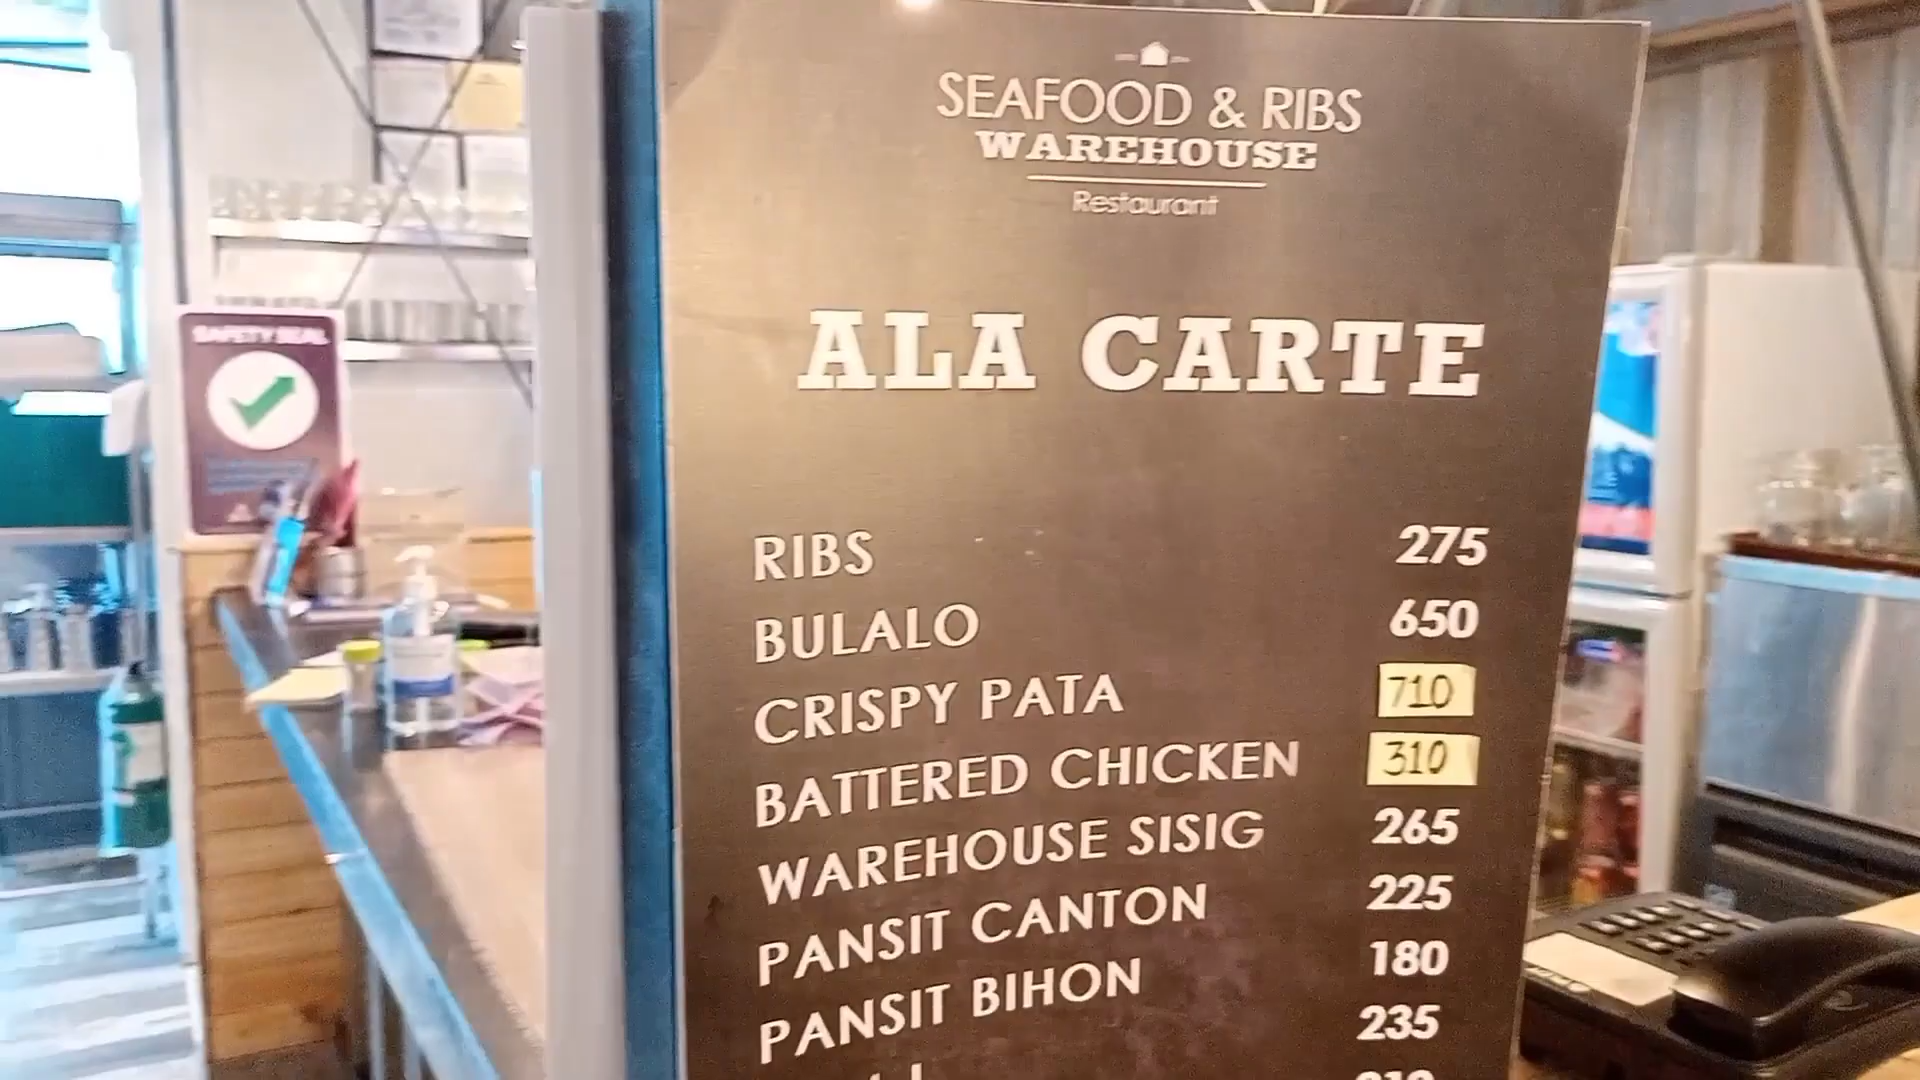 SEAFOOD & RIBS
WAREHOUSE
Restaurant
ALA CARTE
RIBS 275
BULALO 650
CRISPY PATA 710
BATTERED CHICKEN 310
WAREHOUSE SISIG 265
PANSIT CANTON 225
PANSIT BIHON 180
235
SAFETY SEAL